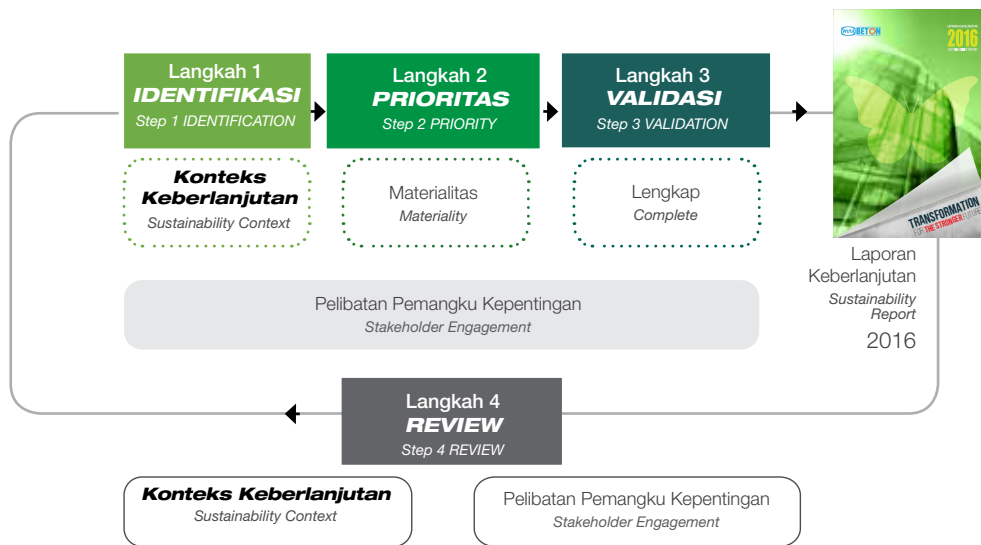 WIKA BETON
2016
Langkah 1
IDENTIFIKASI
Step 1 IDENTIFICATION
Langkah 2
PRIORITAS
Step 2 PRIORITY
Langkah 3
VALIDASI
Step 3 VALIDATION
Konteks
Keberlanjutan
Sustainability Context
Materialitas
Materiality
Lengkap
Complete
TRANSFORMATION
FOR THE STRONGER FUTURE
Laporan
Keberlanjutan
Sustainability
Report
2016
Pelibatan Pemangku Kepentingan
Stakeholder Engagement
Langkah 4
REVIEW
Step 4 REVIEW
Konteks Keberlanjutan
Sustainability Context
Pelibatan Pemangku Kepentingan
Stakeholder Engagement